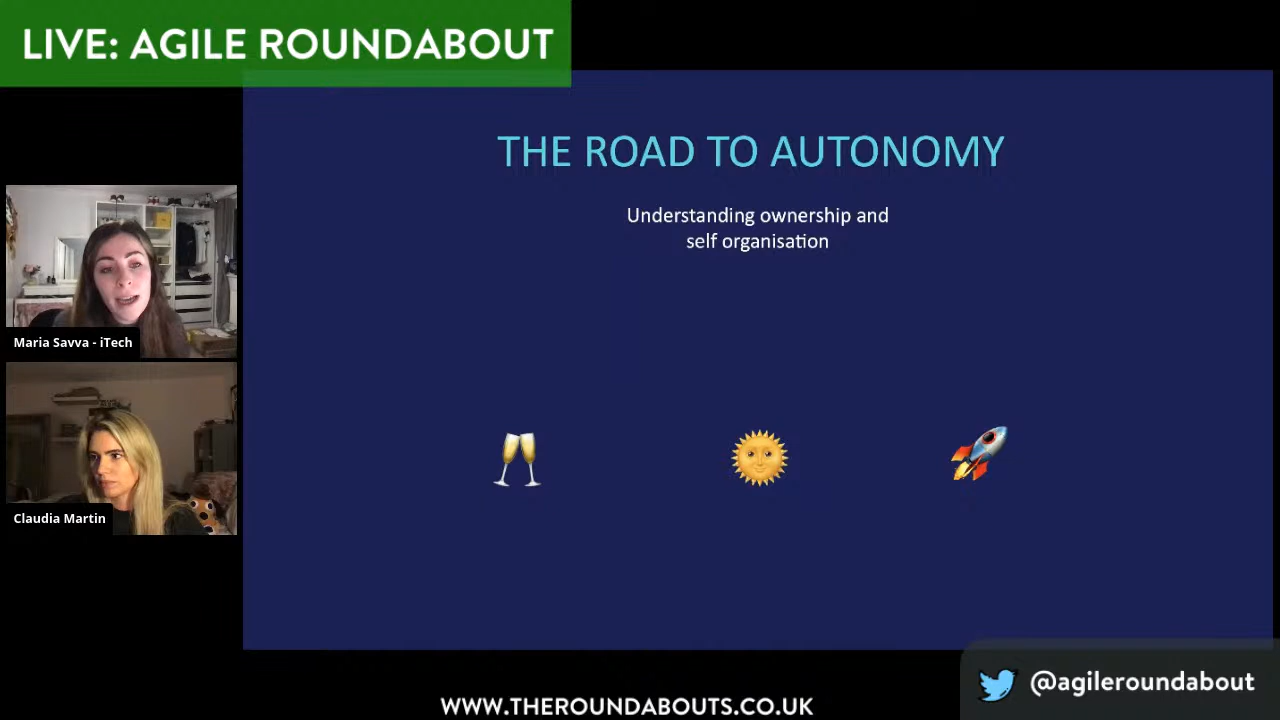 LIVE: AGILE ROUNDABOUT
THE ROAD TO AUTONOMY
Understanding ownership and
self organisation
Maria Savva - iTech
Claudia Martin
@agileroundabout
WWW.THEROUNDABOUTS.CO.UK